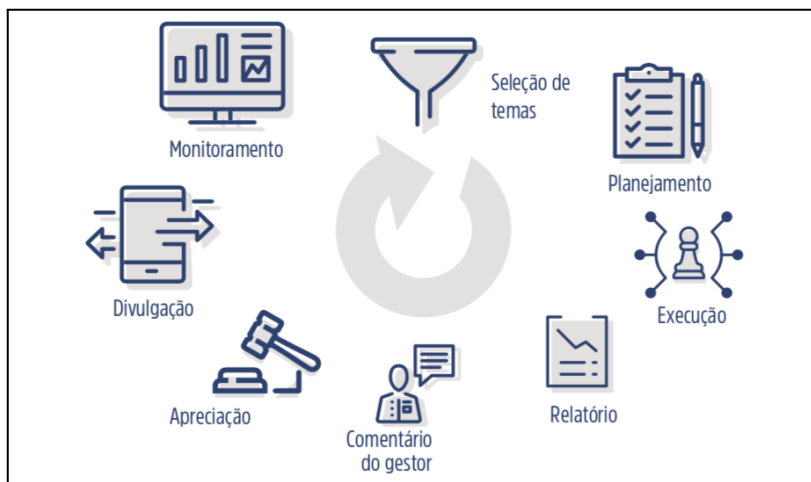 Seleção de
temas
Planejamento
Execução
Relatório
Comentário
do gestor
Apreciação
Divulgação
Monitoramento